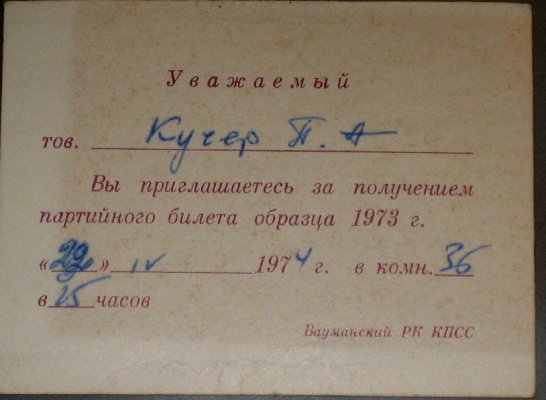 Уважаемый
тов. Кучер П. А
Вы приглашаетесь за получением
партийного билета образца 1973 г.
«29» IV 1974 г. в комн. 36
в 15 часов
Бауманский РК КПСС